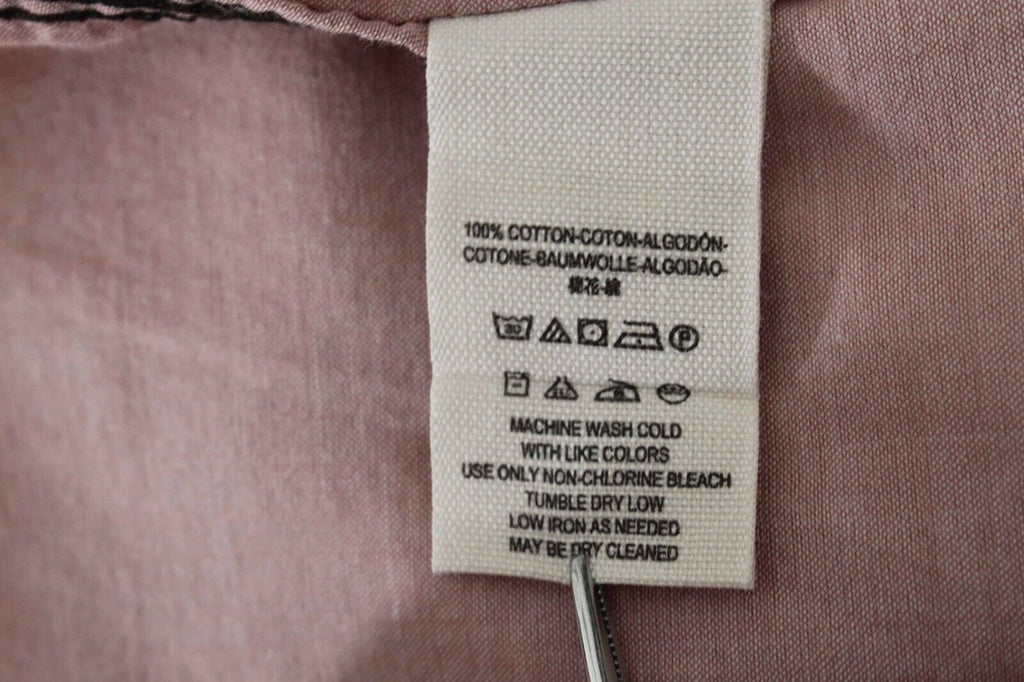 100% COTTON-COTON-ALGODÓN-
COTONE-BAUMWOLLE-ALGODÃO-
棉花-綿
30 P
MACHINE WASH COLD
WITH LIKE COLORS
USE ONLY NON-CHLORINE BLEACH
TUMBLE DRY LOW
LOW IRON AS NEEDED
MAY BE DRY CLEANED